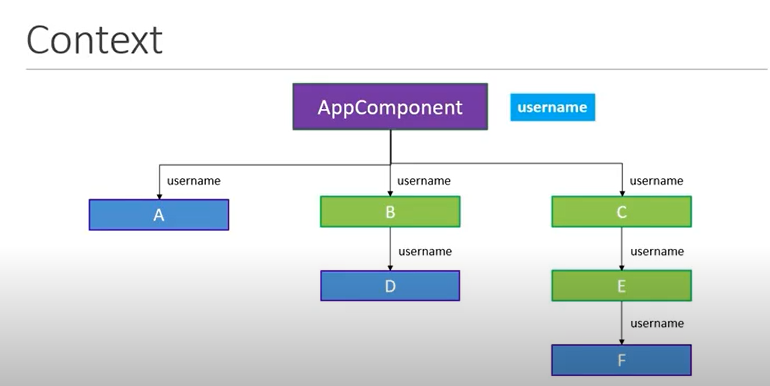 Context
AppComponent
username
username
username
username
A
B
C
username
username
D
E
username
F